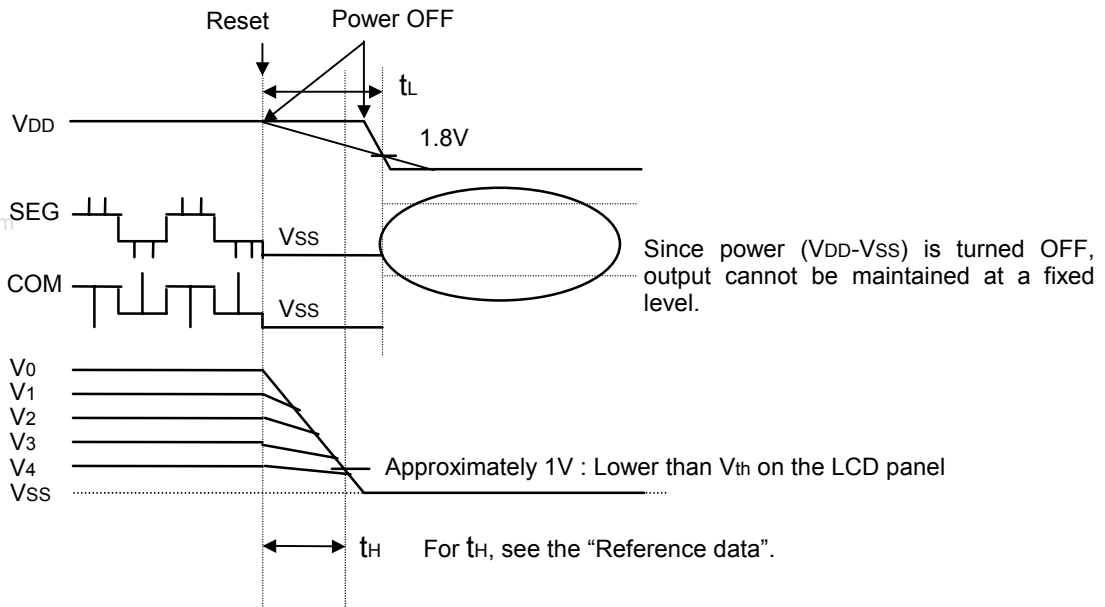 Reset
Power OFF
tL
VDD
1.8V
m
SEG
VSS
Since power (VDD-VSS) is turned OFF,
output cannot be maintained at a fixed
level.
COM
VSS
V0
V1
V2
V3
V4
Approximately 1V : Lower than Vth on the LCD panel
VSS
tH
For tH, see the “Reference data”.